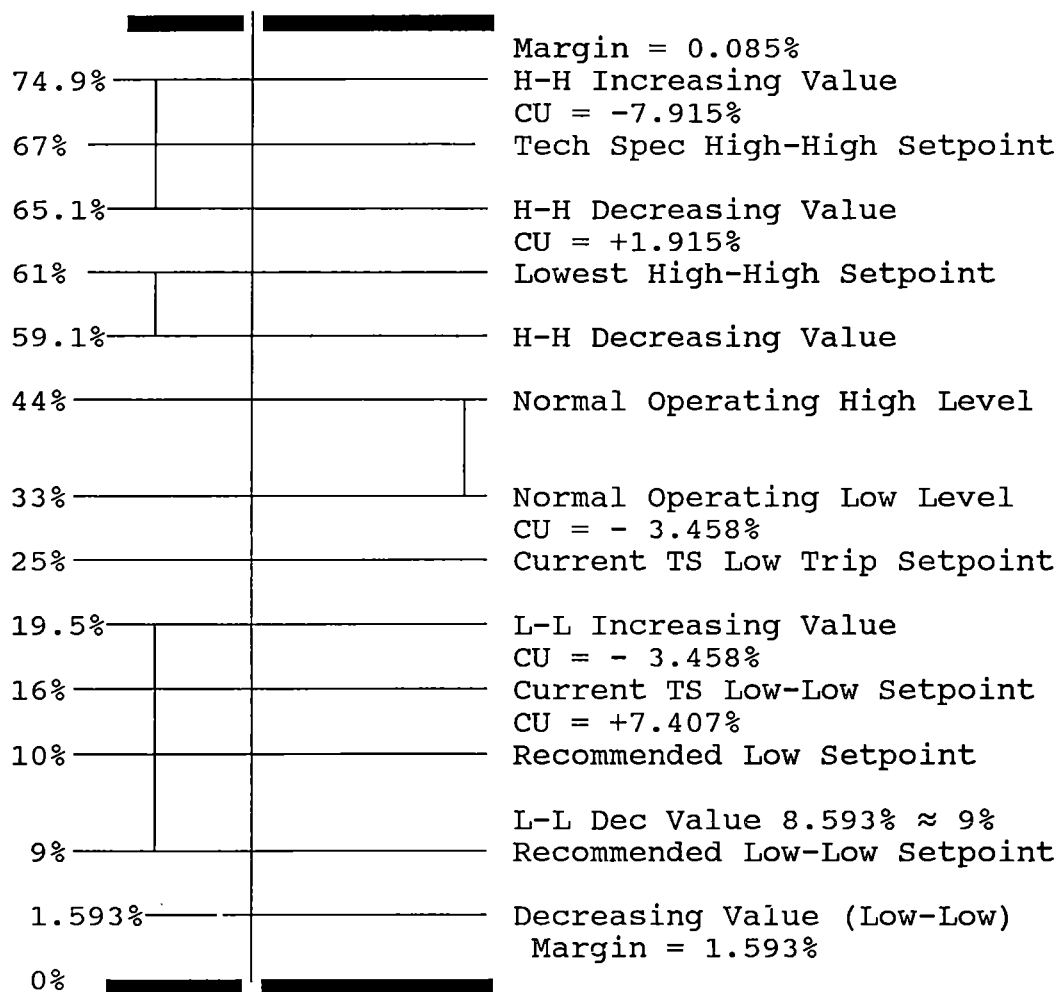 Margin = 0.085%
74.9% H-H Increasing Value
CU = -7.915%
67% Tech Spec High-High Setpoint
65.1% H-H Decreasing Value
CU = +1.915%
61% Lowest High-High Setpoint
59.1% H-H Decreasing Value
44% Normal Operating High Level
33% Normal Operating Low Level
CU = - 3.458%
25% Current TS Low Trip Setpoint
19.5% L-L Increasing Value
CU = - 3.458%
16% Current TS Low-Low Setpoint
CU = +7.407%
10% Recommended Low Setpoint
L-L Dec Value 8.593% ≈ 9%
9% Recommended Low-Low Setpoint
1.593% Decreasing Value (Low-Low)
Margin = 1.593%
0%